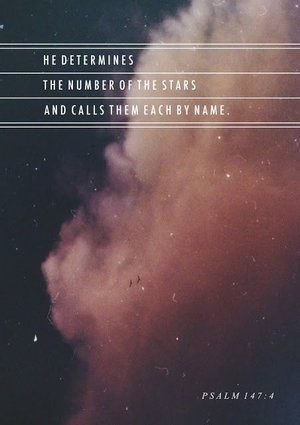 HE DETERMINES
THE NUMBER OF THE STARS
AND CALLS THEM EACH BY NAME.
PSALM 147:4